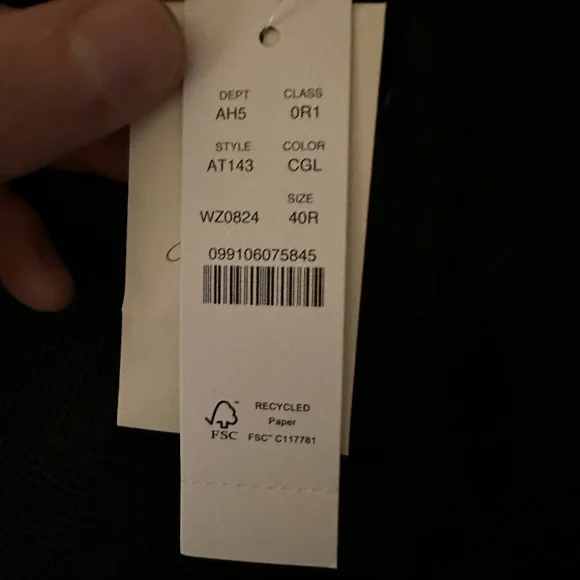 DEPT CLASS
AH5 0R1
STYLE COLOR
AT143 CGL
SIZE
WZ0824 40R
099106075845
RECYCLED
Paper
FSC FSC™ C117781